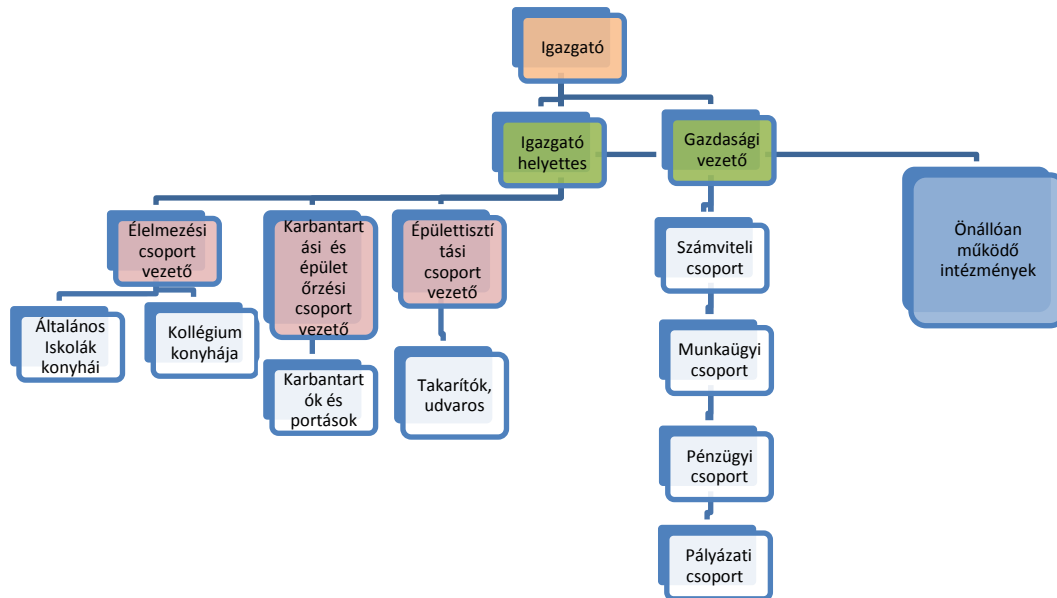 Igazgató
Igazgató
helyettes
Gazdasági
vezető
Élelmezési
csoport
vezető
Karbantart
ási és
épület
őrzési
csoport
vezető
Épülettisztí
tási
csoport
vezető
Számviteli
csoport
Önállóan
működő
intézmények
Általános
Iskolák
konyhái
Kollégium
konyhája
Karbantart
ók és
portások
Takarítók,
udvaros
Munkaügyi
csoport
Pénzügyi
csoport
Pályázati
csoport